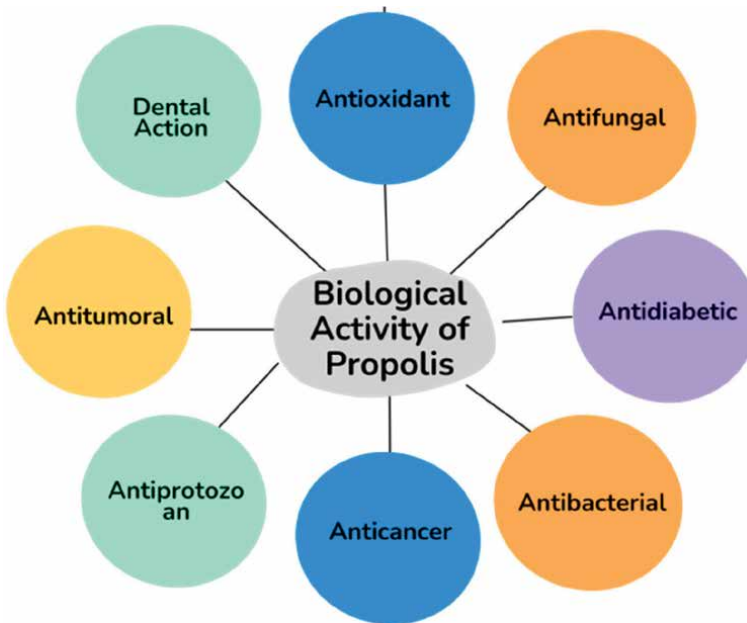 Dental
Action
Antioxidant
Antifungal
Antitumoral
Biological
Activity of
Propolis
Antidiabetic
Antiprotozo
an
Anticancer
Antibacterial